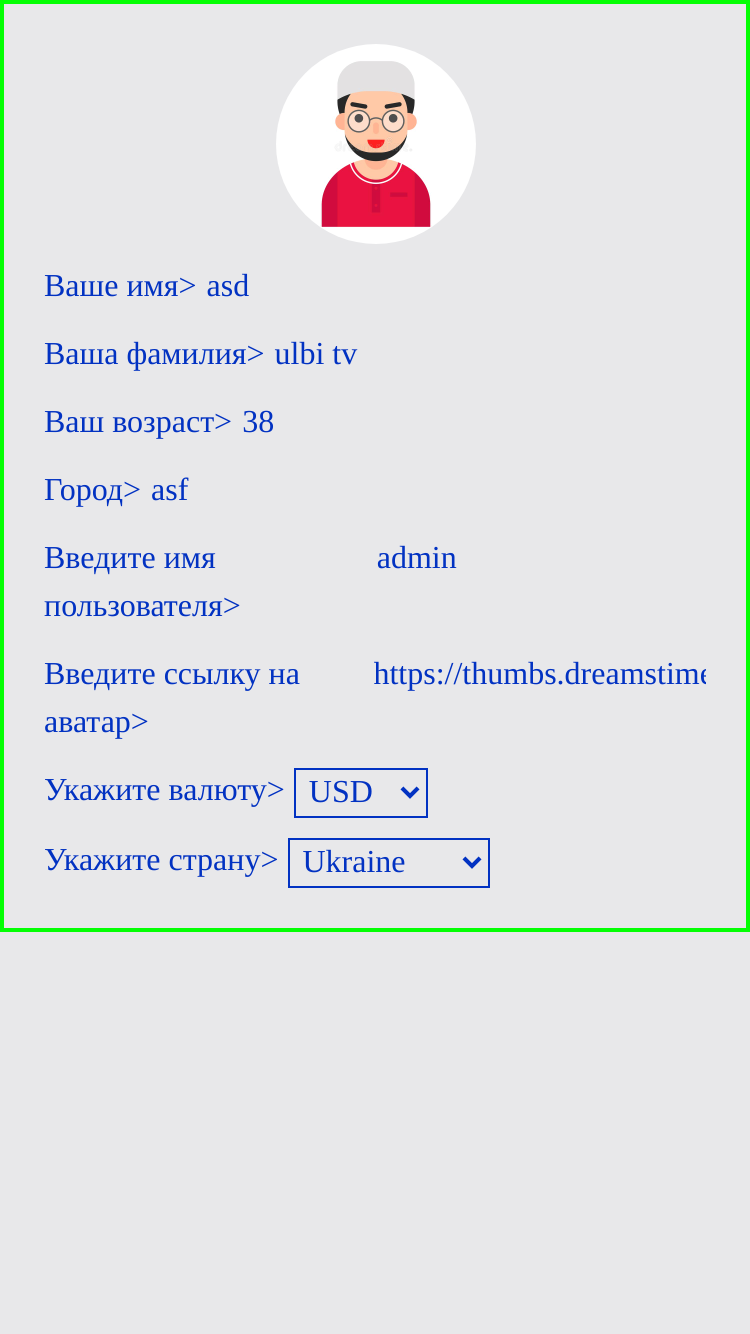 Ваше имя> asd
Ваша фамилия> ulbi tv
Ваш возраст> 38
Город> asf
Введите имя пользователя> admin
Введите ссылку на аватар> https://thumbs.dreamstime
Укажите валюту> USD
Укажите страну> Ukraine